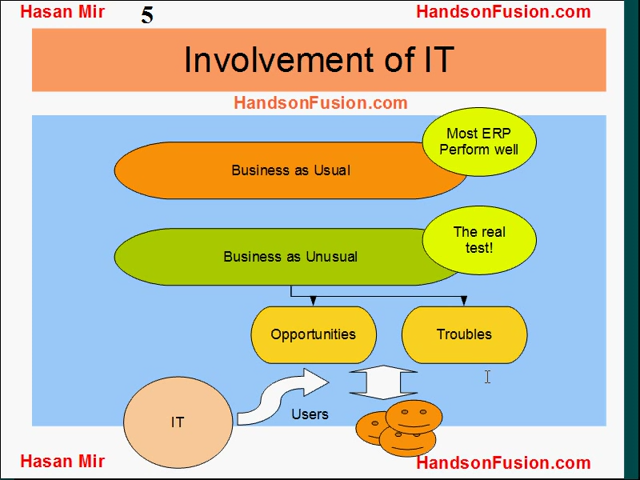 Hasan Mir
5
HandsonFusion.com
Involvement of IT
HandsonFusion.com
Most ERP
Perform well
Business as Usual
The real
test!
Business as Unusual
Opportunities
Troubles
IT
Users
Hasan Mir
HandsonFusion.com